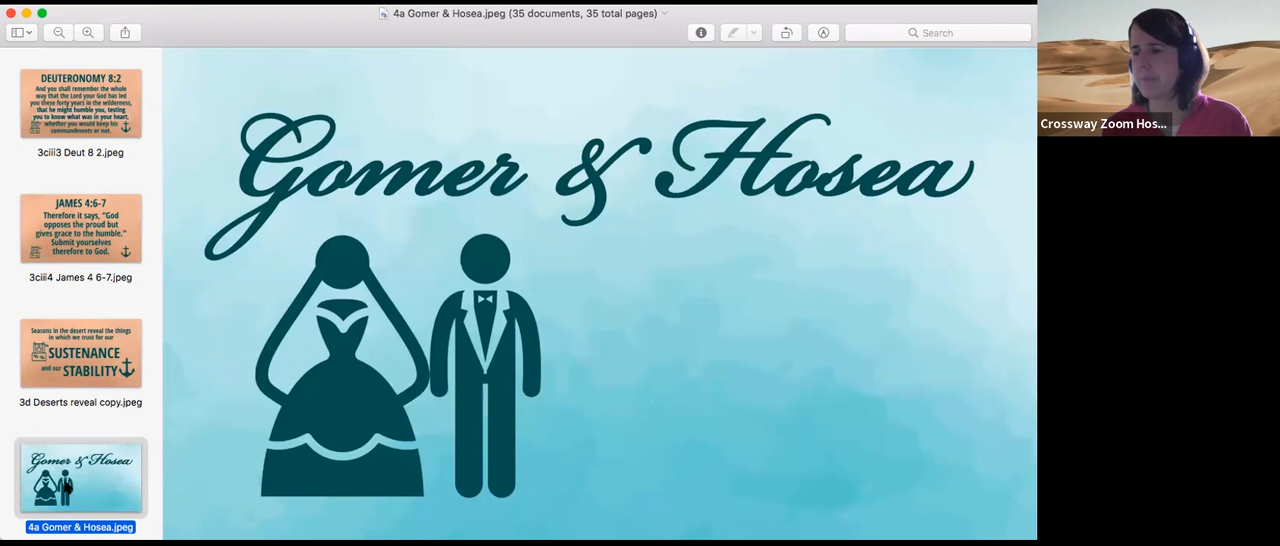 4a Gomer & Hosea.jpeg (35 documents, 35 total pages)
Search
DEUTERONOMY 8:2
And you shall remember the whole
way that the Lord your God has led
you these forty years in the wilderness,
that he might humble you, testing
you to know what was in your heart,
whether you would keep his
commandments or not.
3ciii3 Deut 8 2.jpeg
JAMES 4:6-7
Therefore it says, “God
opposes the proud but
gives grace to the humble.”
Submit yourselves
therefore to God.
3ciii4 James 4 6-7.jpeg
Seasons in the desert reveal the things
in which we trust for our
SUSTENANCE
and our STABILITY
3d Deserts reveal copy.jpeg
Gomer & Hosea
4a Gomer & Hosea.jpeg
Gomer & Hosea
Crossway Zoom Hos...